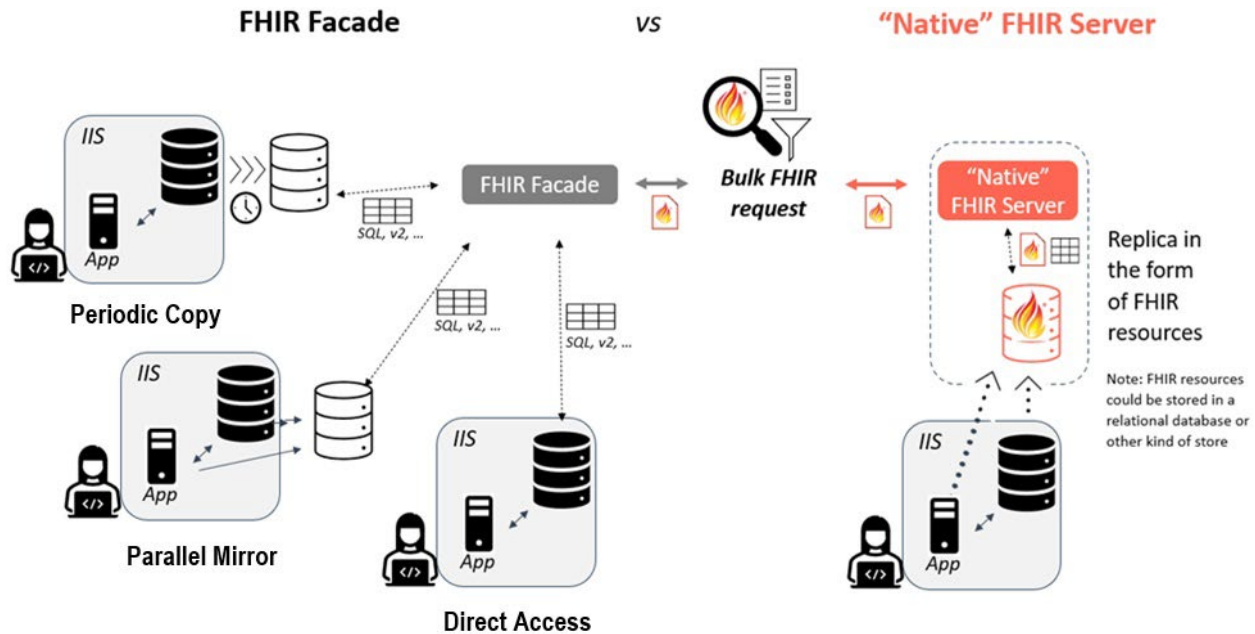 FHIR Facade
vs
“Native” FHIR Server
IIS
App
Periodic Copy
SQL, v2, ...
FHIR Facade
Bulk FHIR
request
“Native”
FHIR Server
Replica in
the form
of FHIR
resources
Note: FHIR resources
could be stored in a
relational database or
other kind of store
IIS
App
Parallel Mirror
SQL, v2, ...
SQL, v2, ...
IIS
App
Direct Access
IIS
App